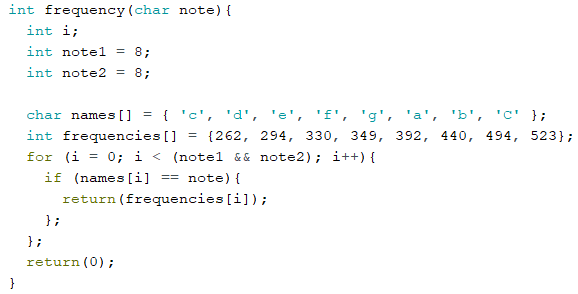 int frequency(char note){
  int i;
  int note1 = 8;
  int note2 = 8;

  char names[] = { 'c', 'd', 'e', 'f', 'g', 'a', 'b', 'C' };
  int frequencies[] = {262, 294, 330, 349, 392, 440, 494, 523};
  for (i = 0; i < (note1 && note2); i++){
    if (names[i] == note){
      return(frequencies[i]);
    };
  };
  return(0);
}